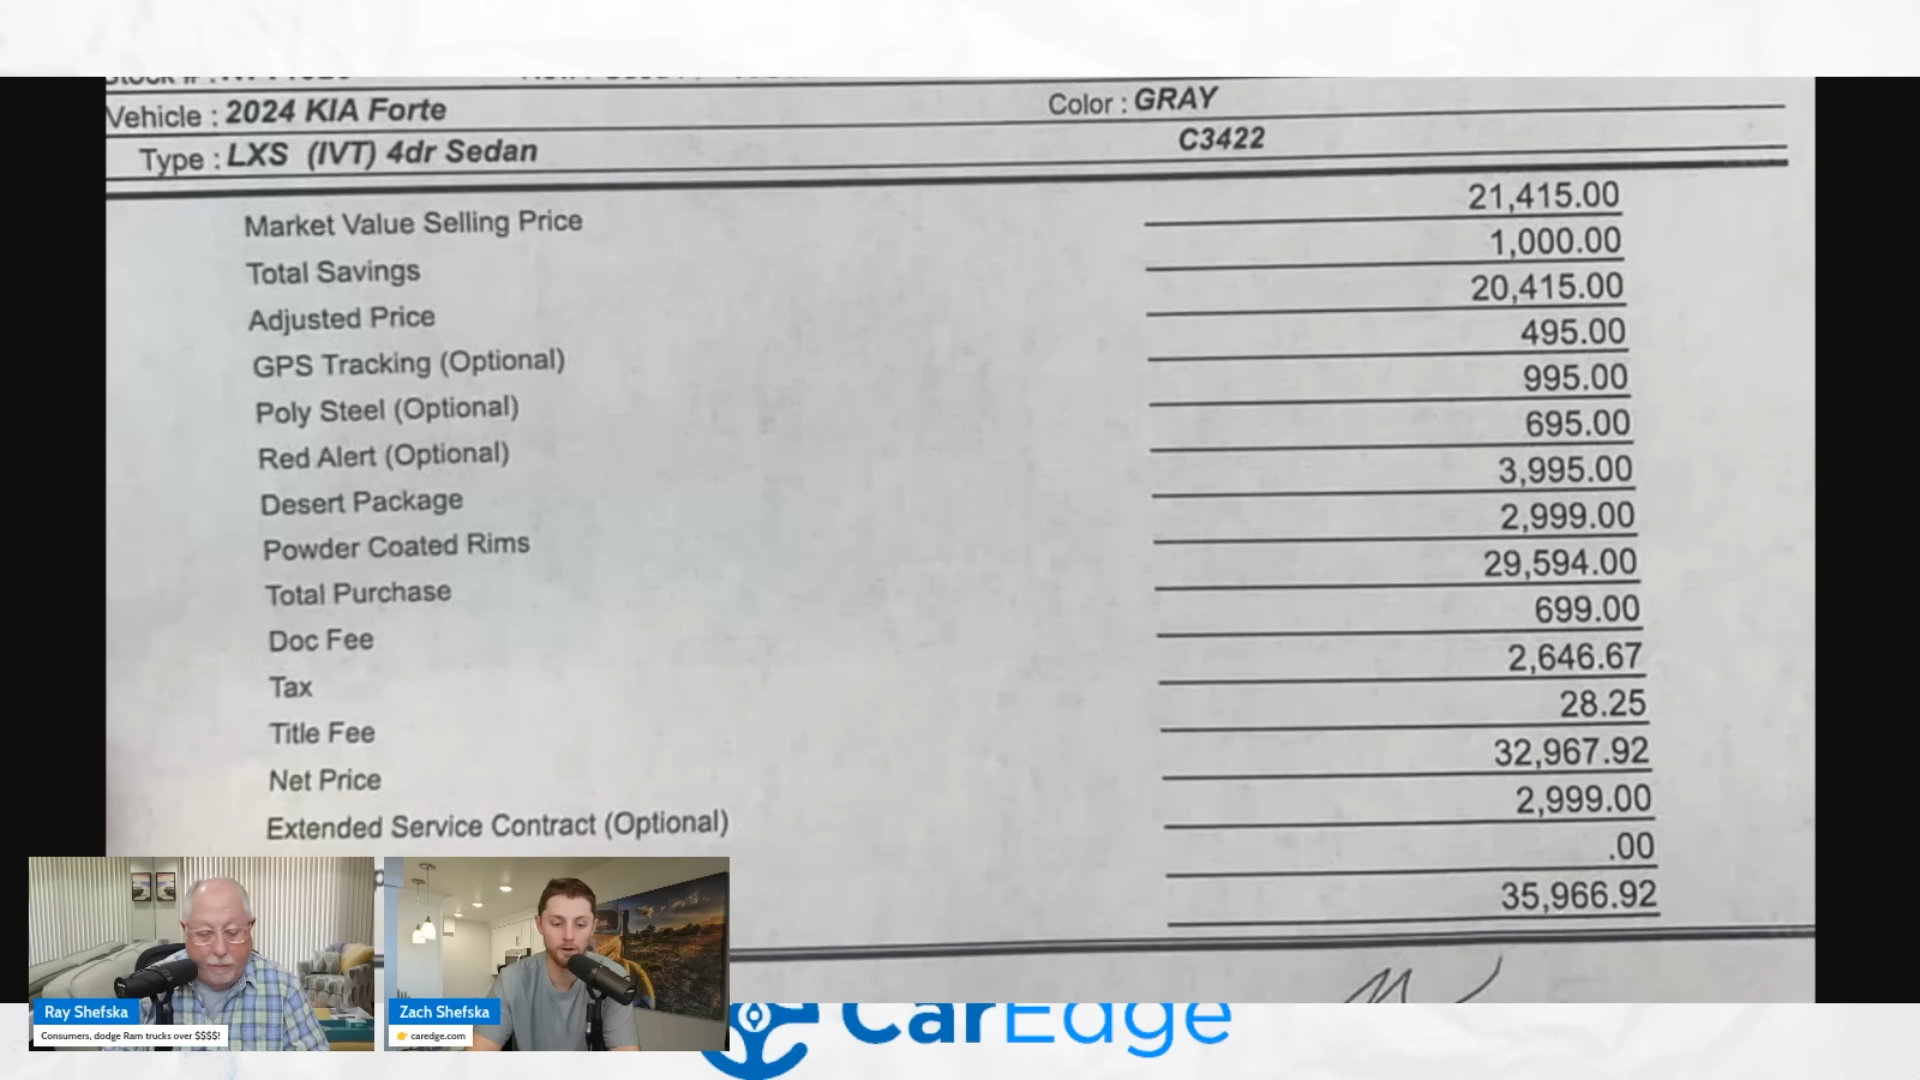 Vehicle : 2024 KIA Forte Color : GRAY
Type : LXS (IVT) 4dr Sedan C3422
Market Value Selling Price 21,415.00
Total Savings 1,000.00
Adjusted Price 20,415.00
GPS Tracking (Optional) 495.00
Poly Steel (Optional) 995.00
Red Alert (Optional) 695.00
Desert Package 3,995.00
Powder Coated Rims 2,999.00
Total Purchase 29,594.00
Doc Fee 699.00
Tax 2,646.67
Title Fee 28.25
Net Price 32,967.92
Extended Service Contract (Optional) 2,999.00
.00
35,966.92
Ray Shefska
Consumers, dodge Ram trucks over $$$$!
Zach Shefska
👉 caredge.com
CarEdge